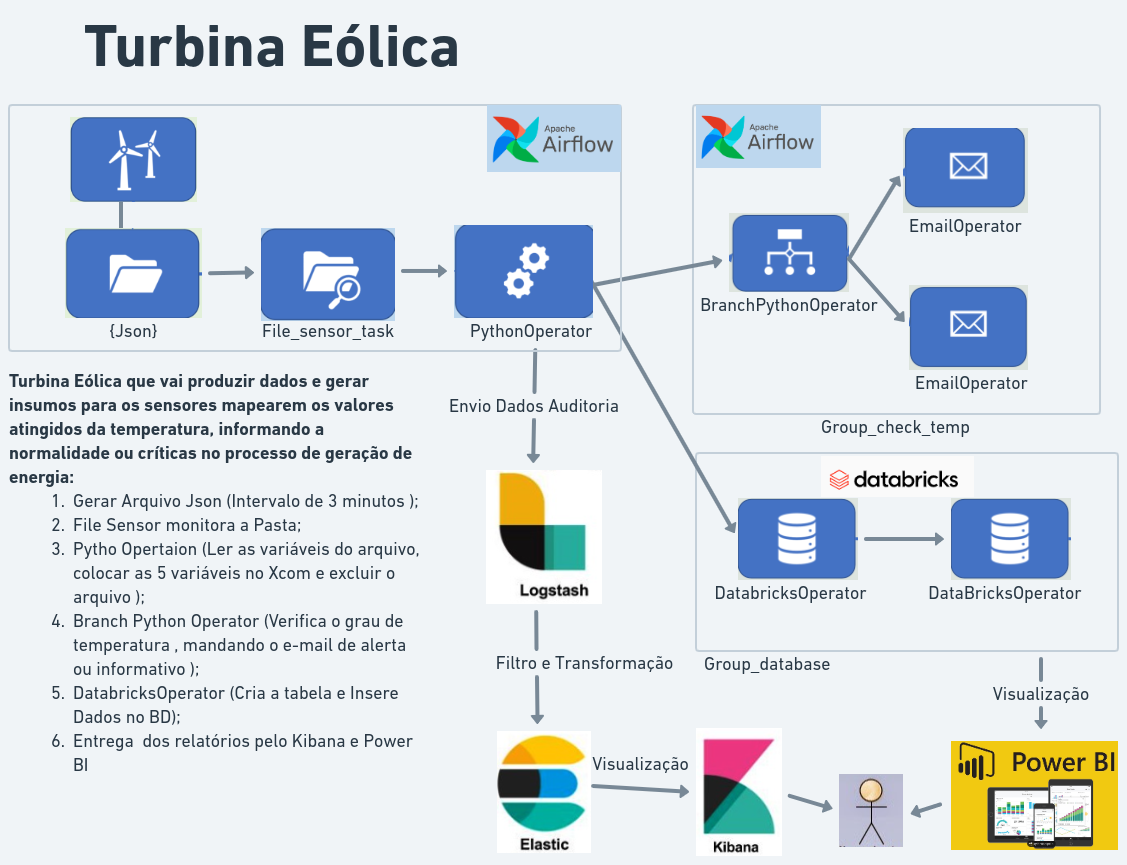 Turbina Eólica
Apache
Airflow
{Json}
File_sensor_task
PythonOperator
Apache
Airflow
EmailOperator
BranchPythonOperator
EmailOperator
Group_check_temp
Turbina Eólica que vai produzir dados e gerar
insumos para os sensores mapearem os valores
atingidos da temperatura, informando a
normalidade ou críticas no processo de geração de
energia:
1. Gerar Arquivo Json (Intervalo de 3 minutos );
2. File Sensor monitora a Pasta;
3. Pytho Opertaion (Ler as variáveis do arquivo,
colocar as 5 variáveis no Xcom e excluir o
arquivo );
4. Branch Python Operator (Verifica o grau de
temperatura , mandando o e-mail de alerta
ou informativo );
5. DatabricksOperator (Cria a tabela e Insere
Dados no BD);
6. Entrega dos relatórios pelo Kibana e Power
BI
Envio Dados Auditoria
Logstash
Filtro e Transformação
Elastic
Visualização
Kibana
databricks
DatabricksOperator
DataBricksOperator
Group_database
Visualização
Power BI